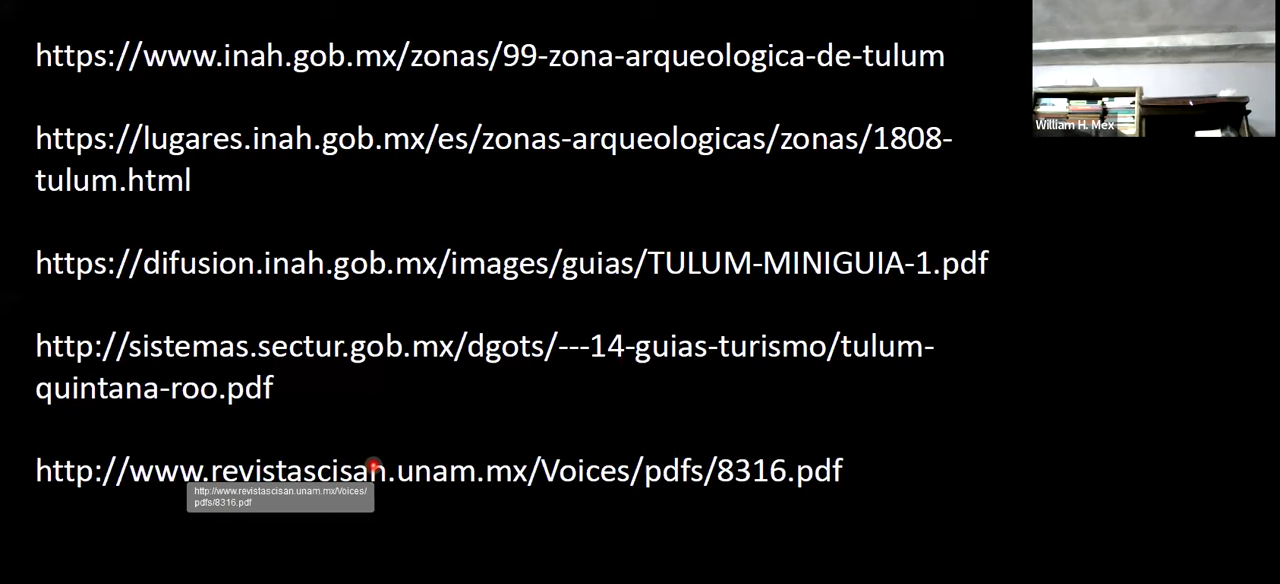 https://www.inah.gob.mx/zonas/99-zona-arqueologica-de-tulum
William H. Mex
https://lugares.inah.gob.mx/es/zonas-arqueologicas/zonas/1808-
tulum.html
https://difusion.inah.gob.mx/images/guias/TULUM-MINIGUIA-1.pdf
http://sistemas.sectur.gob.mx/dgots/---14-guias-turismo/tulum-
quintana-roo.pdf
http://www.revistascisan.unam.mx/Voices/pdfs/8316.pdf
http://www.revistascisan.unam.mx/Voices/
pdfs/8316.pdf